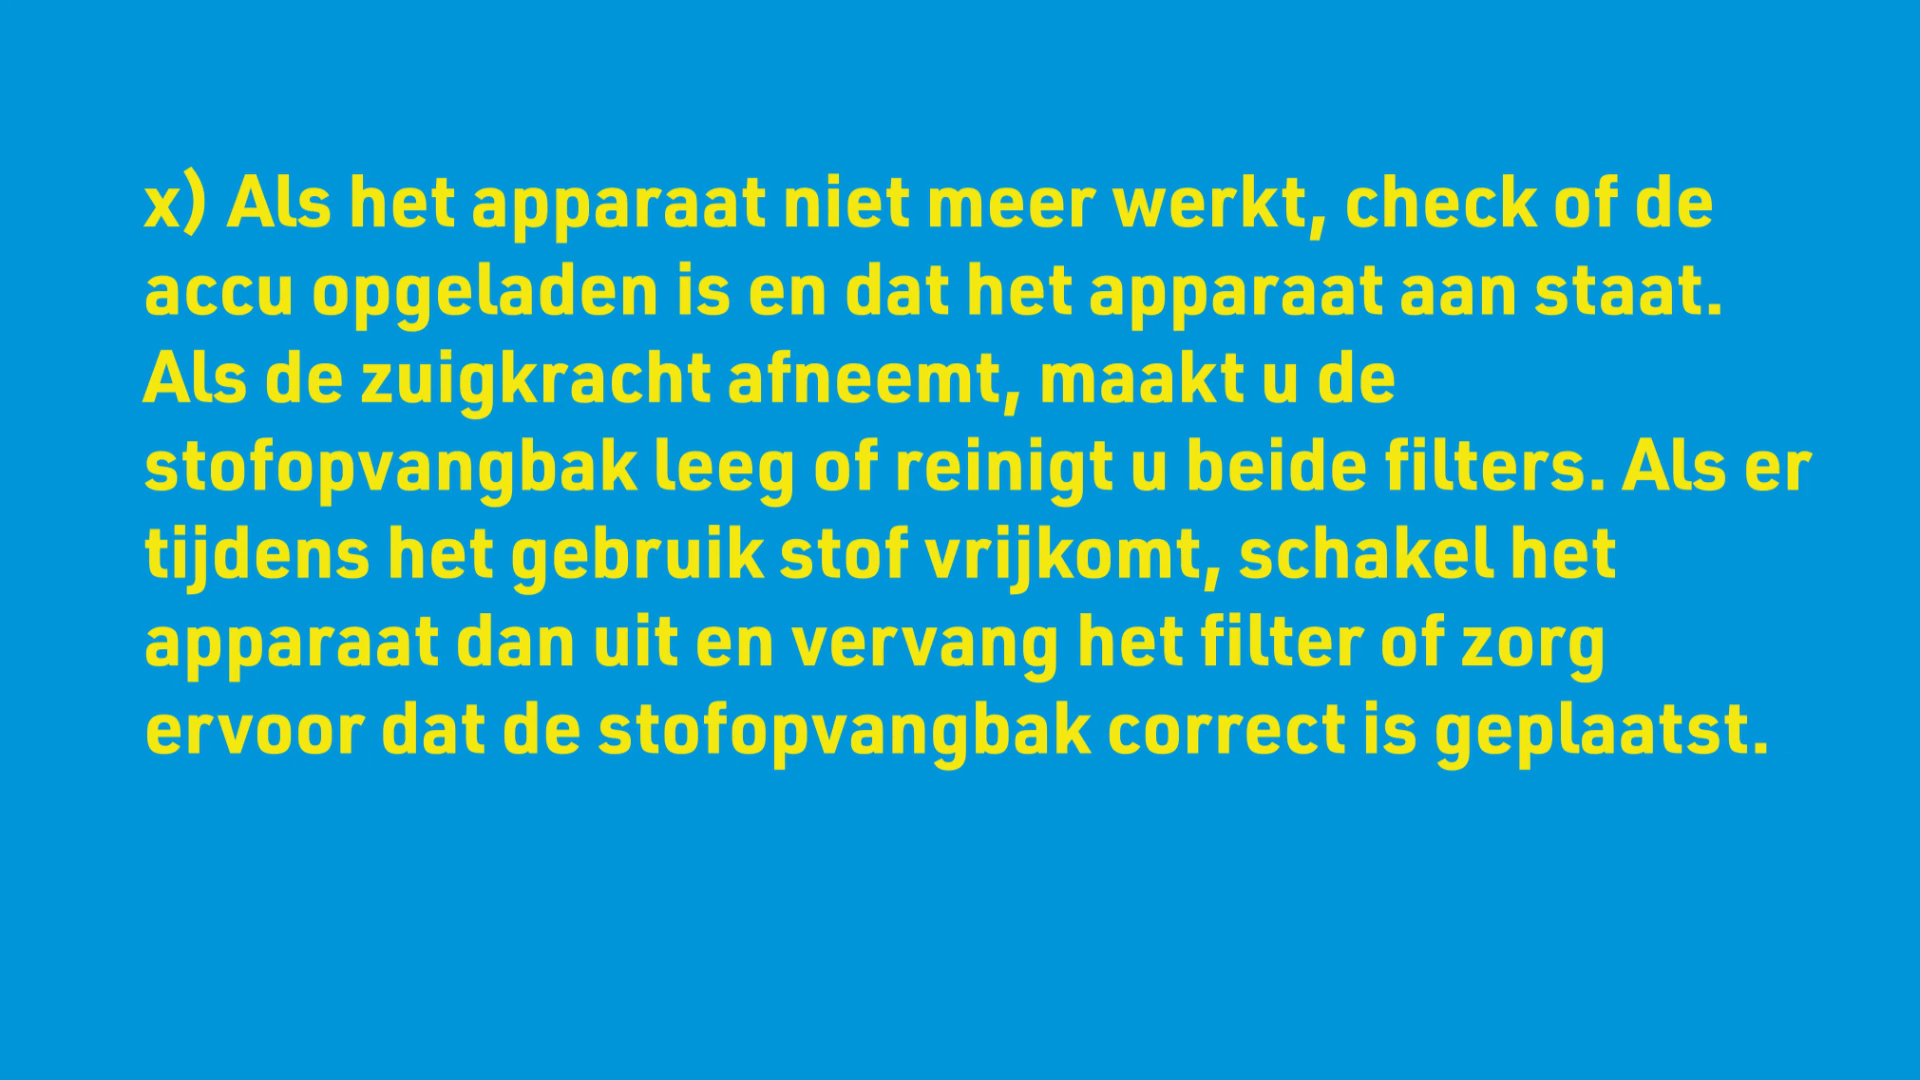 x) Als het apparaat niet meer werkt, check of de
accu opgeladen is en dat het apparaat aan staat.
Als de zuigkracht afneemt, maakt u de
stofopvangbak leeg of reinigt u beide filters. Als er
tijdens het gebruik stof vrijkomt, schakel het
apparaat dan uit en vervang het filter of zorg
ervoor dat de stofopvangbak correct is geplaatst.